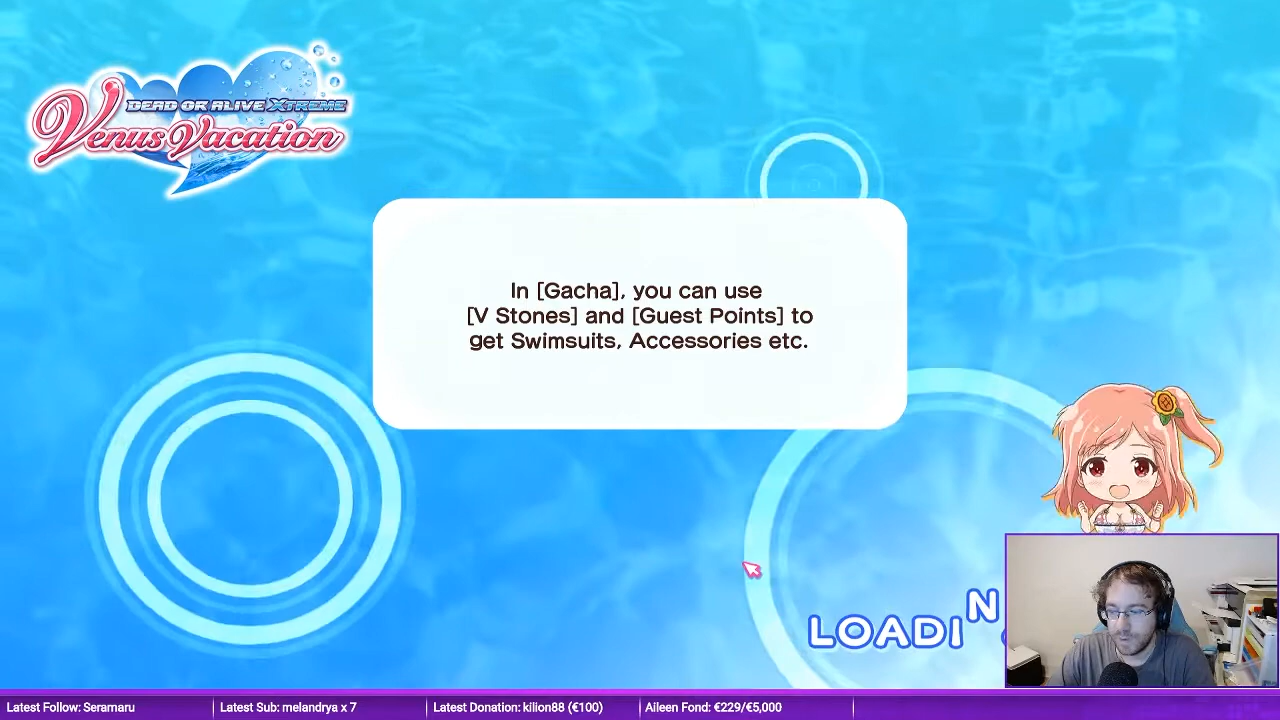 DEAD OR ALIVE XTREME
Venus Vacation
In [Gacha], you can use
[V Stones] and [Guest Points] to
get Swimsuits, Accessories etc.
LOADIN
Latest Follow: Seramaru
Latest Sub: melandrya x 7
Latest Donation: kilion88 (€100)
Aileen Fond: €229/€5,000